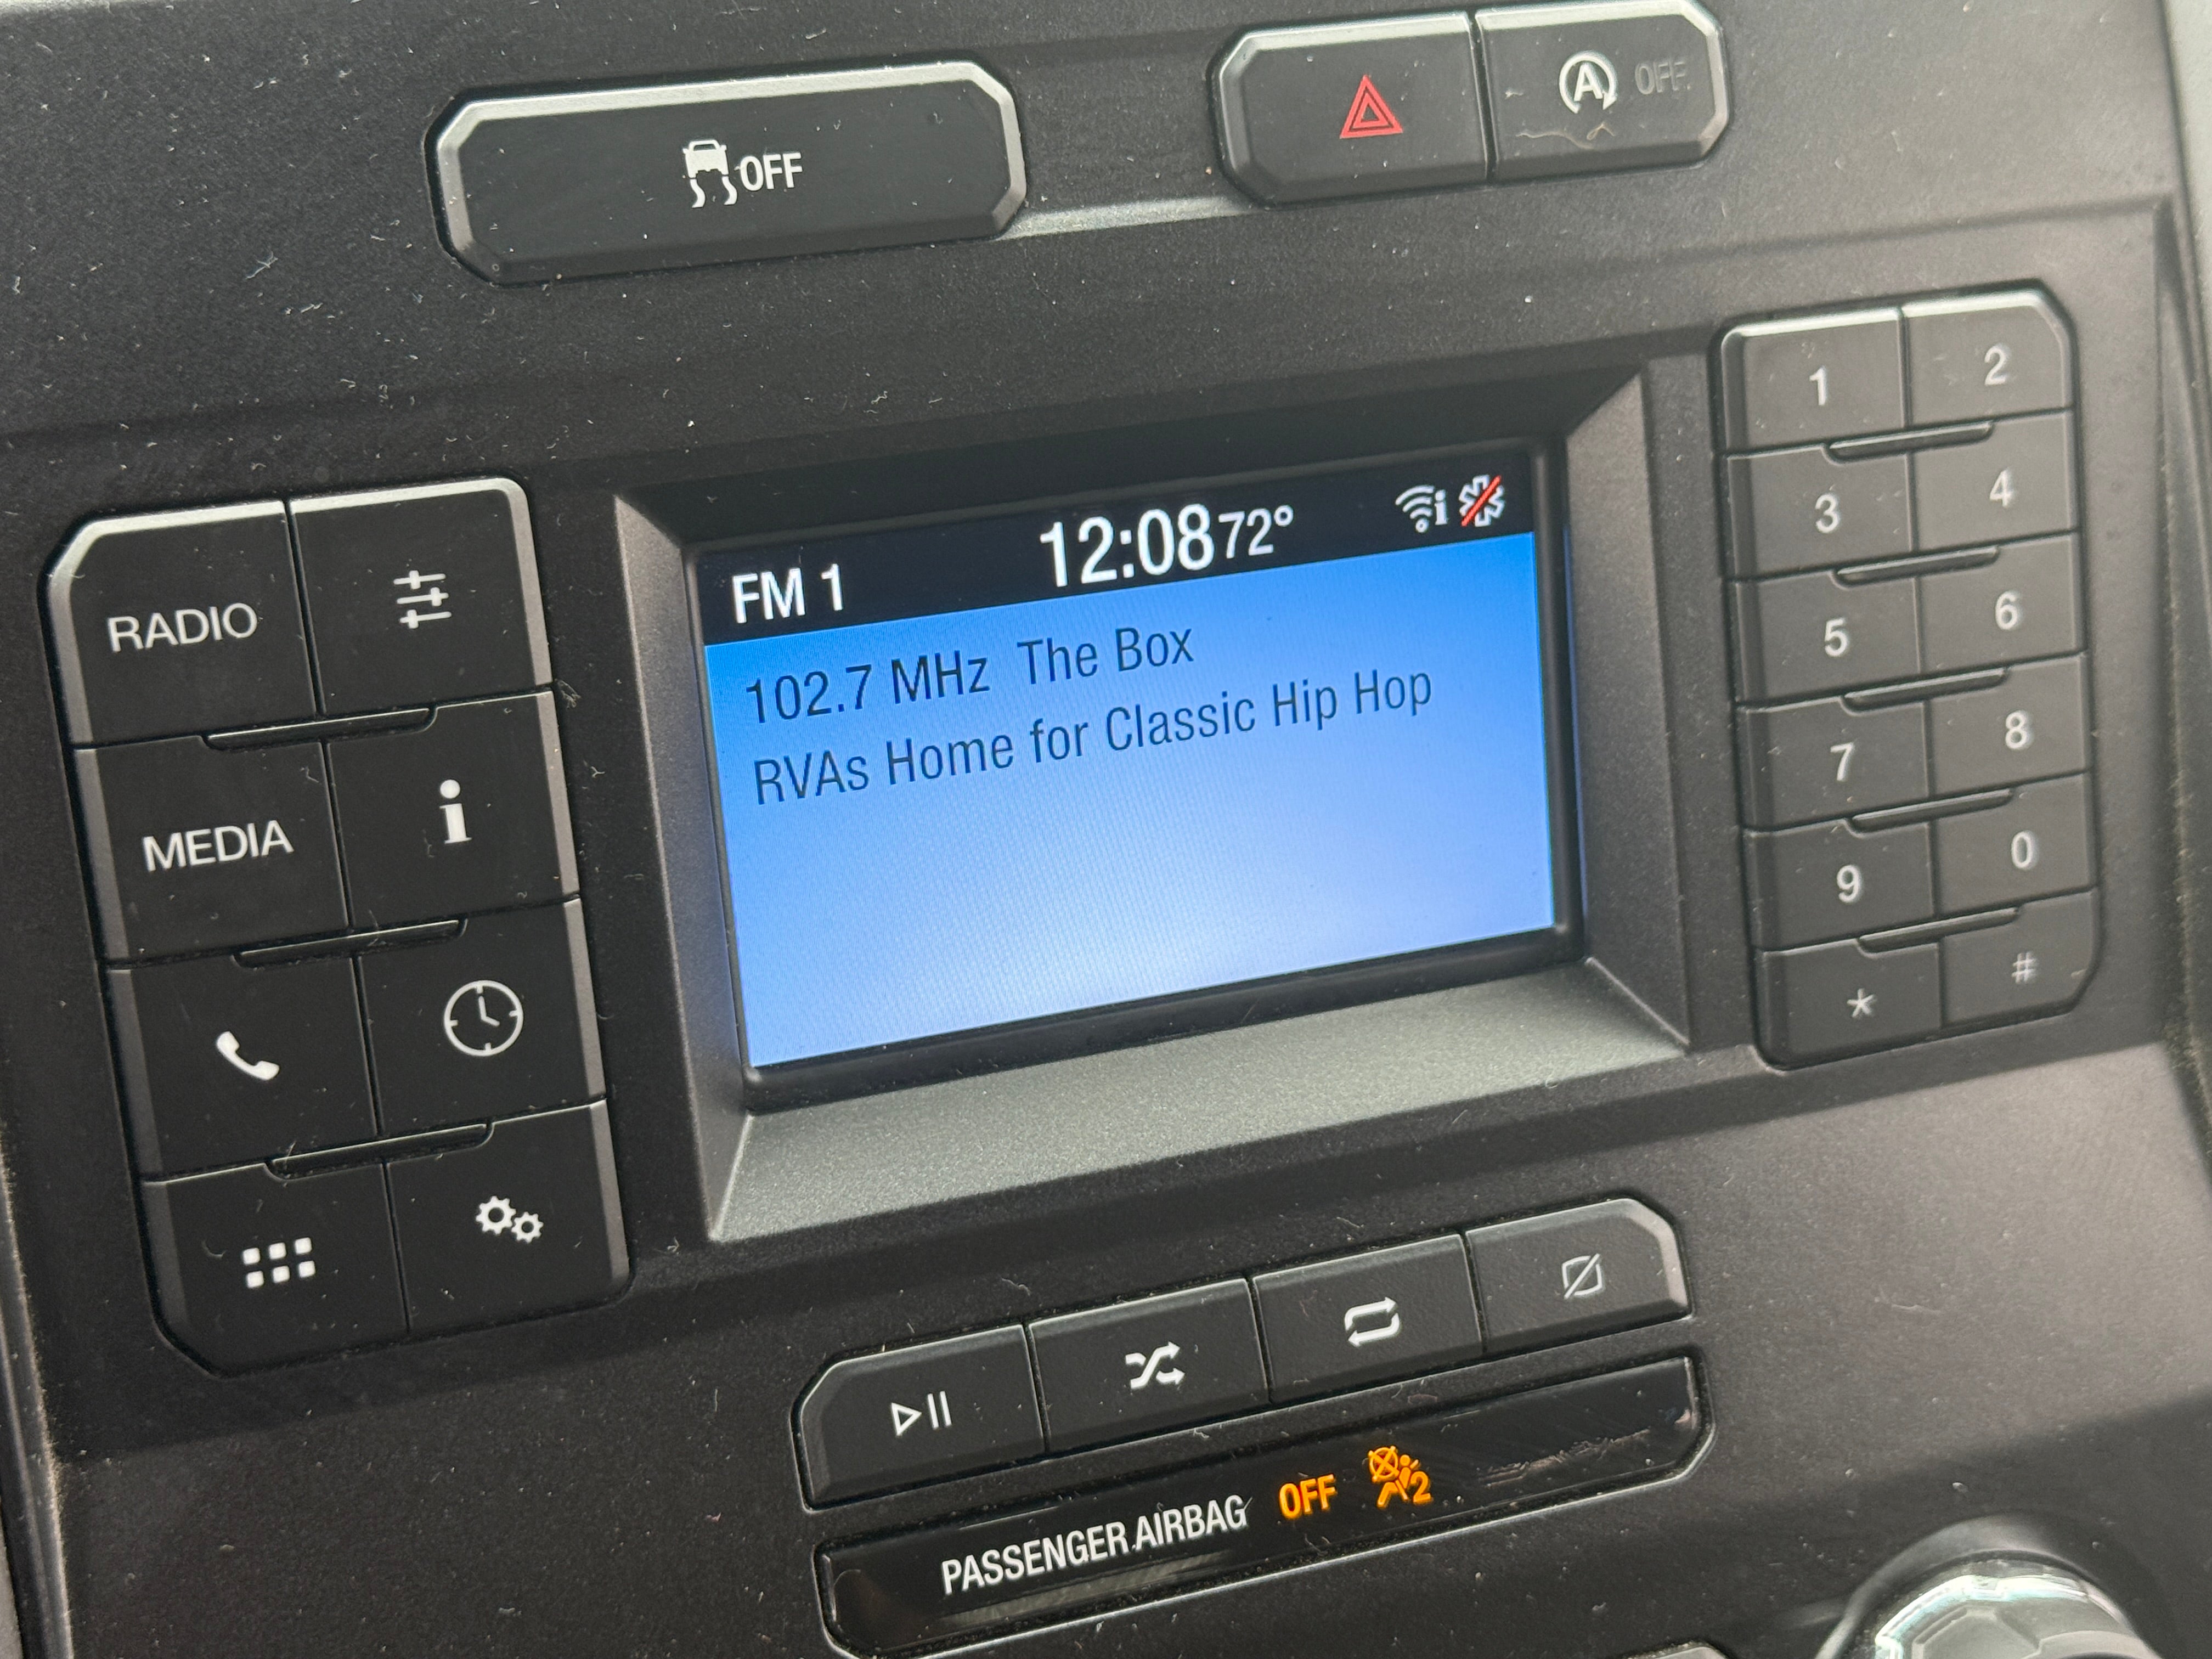 OFF
A OFF
RADIO
MEDIA
i
FM 1 12:08 72° i
102.7 MHz The Box
RVAs Home for Classic Hip Hop
1 2
3 4
5 6
7 8
9 0
* #
PASSENGER AIRBAG OFF 2